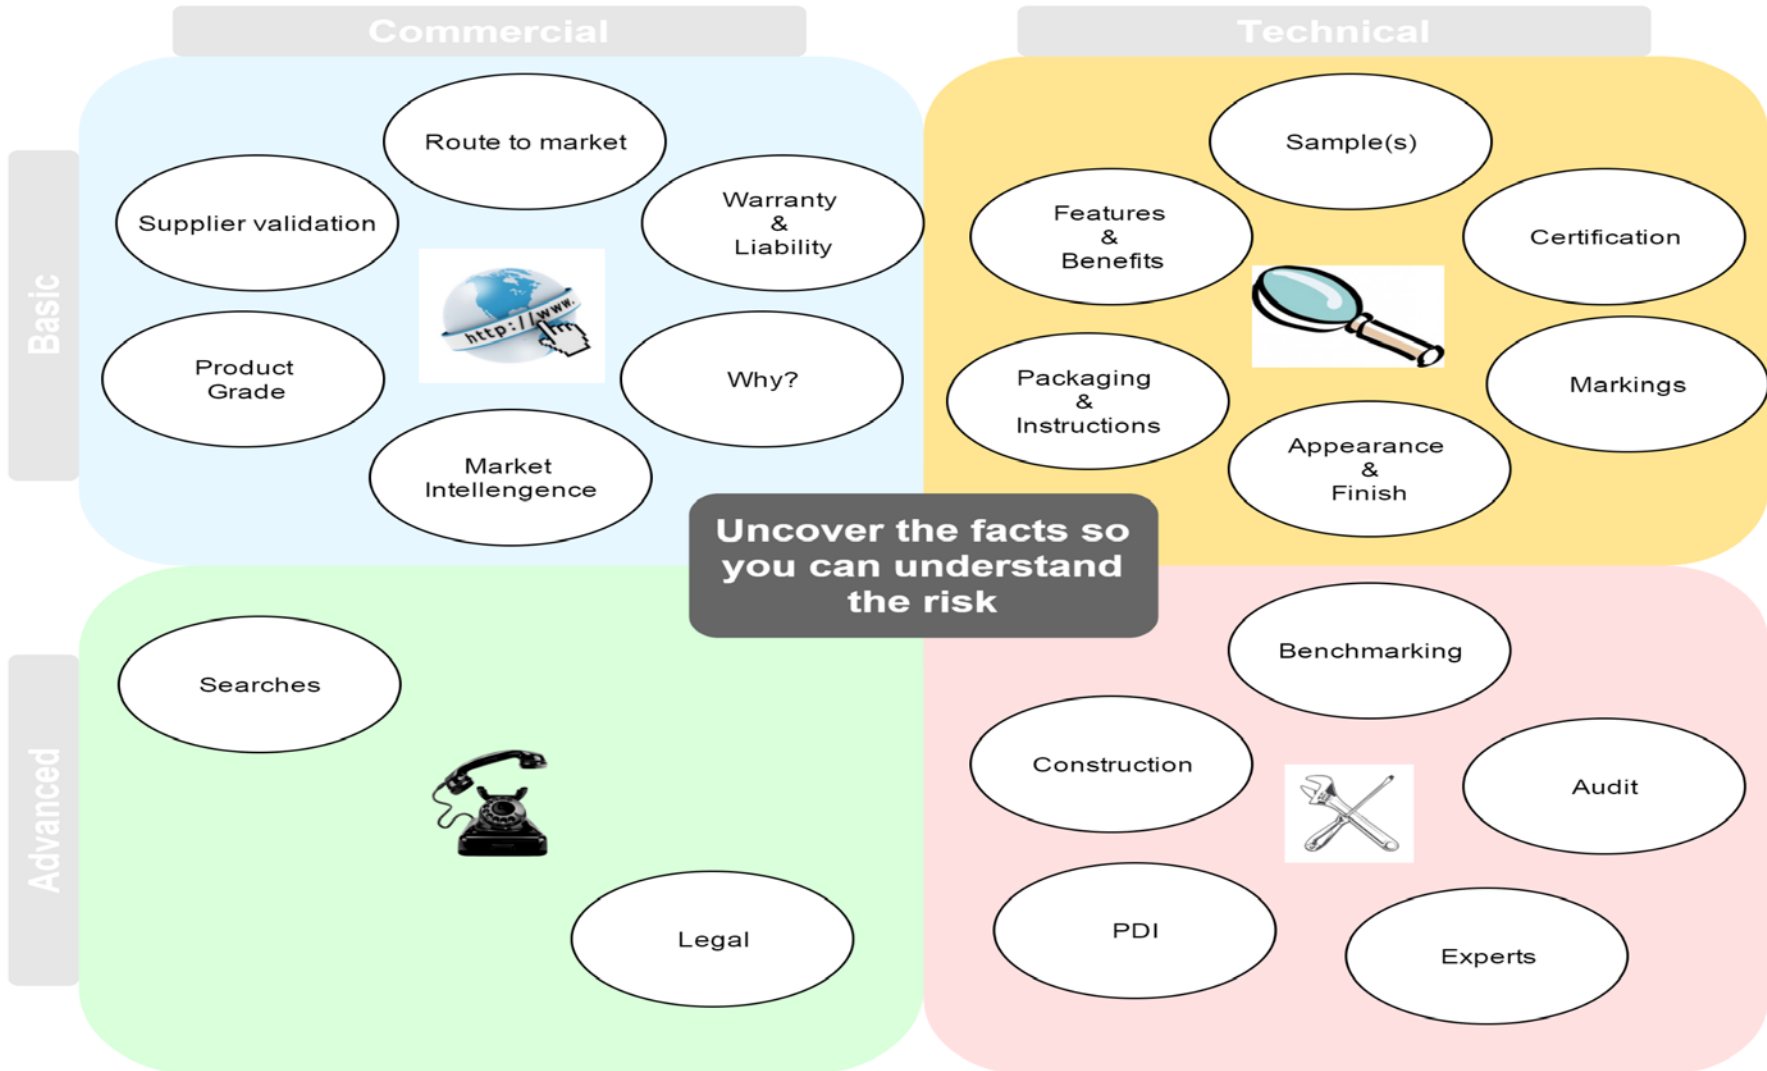 Commercial
Technical
Basic
Route to market
Supplier validation
Warranty
&
Liability
http://www.
Product
Grade
Why?
Market
Intellengence
Sample(s)
Features
&
Benefits
Certification
Packaging
&
Instructions
Markings
Appearance
&
Finish
Uncover the facts so
you can understand
the risk
Advanced
Searches
Legal
Benchmarking
Construction
Audit
PDI
Experts